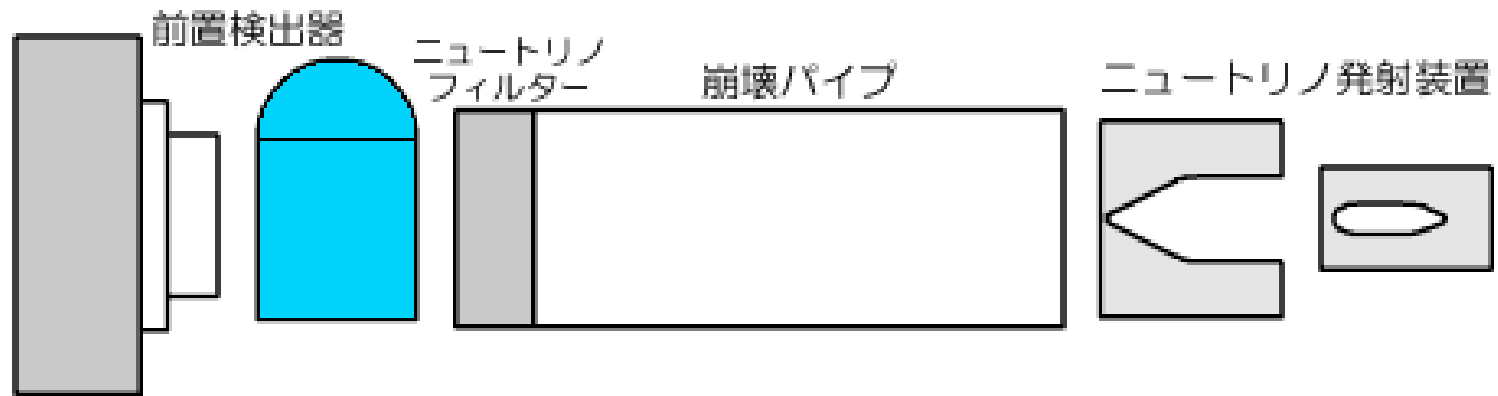 前置検出器
ニュートリノ
フィルター
崩壊パイプ
ニュートリノ発射装置